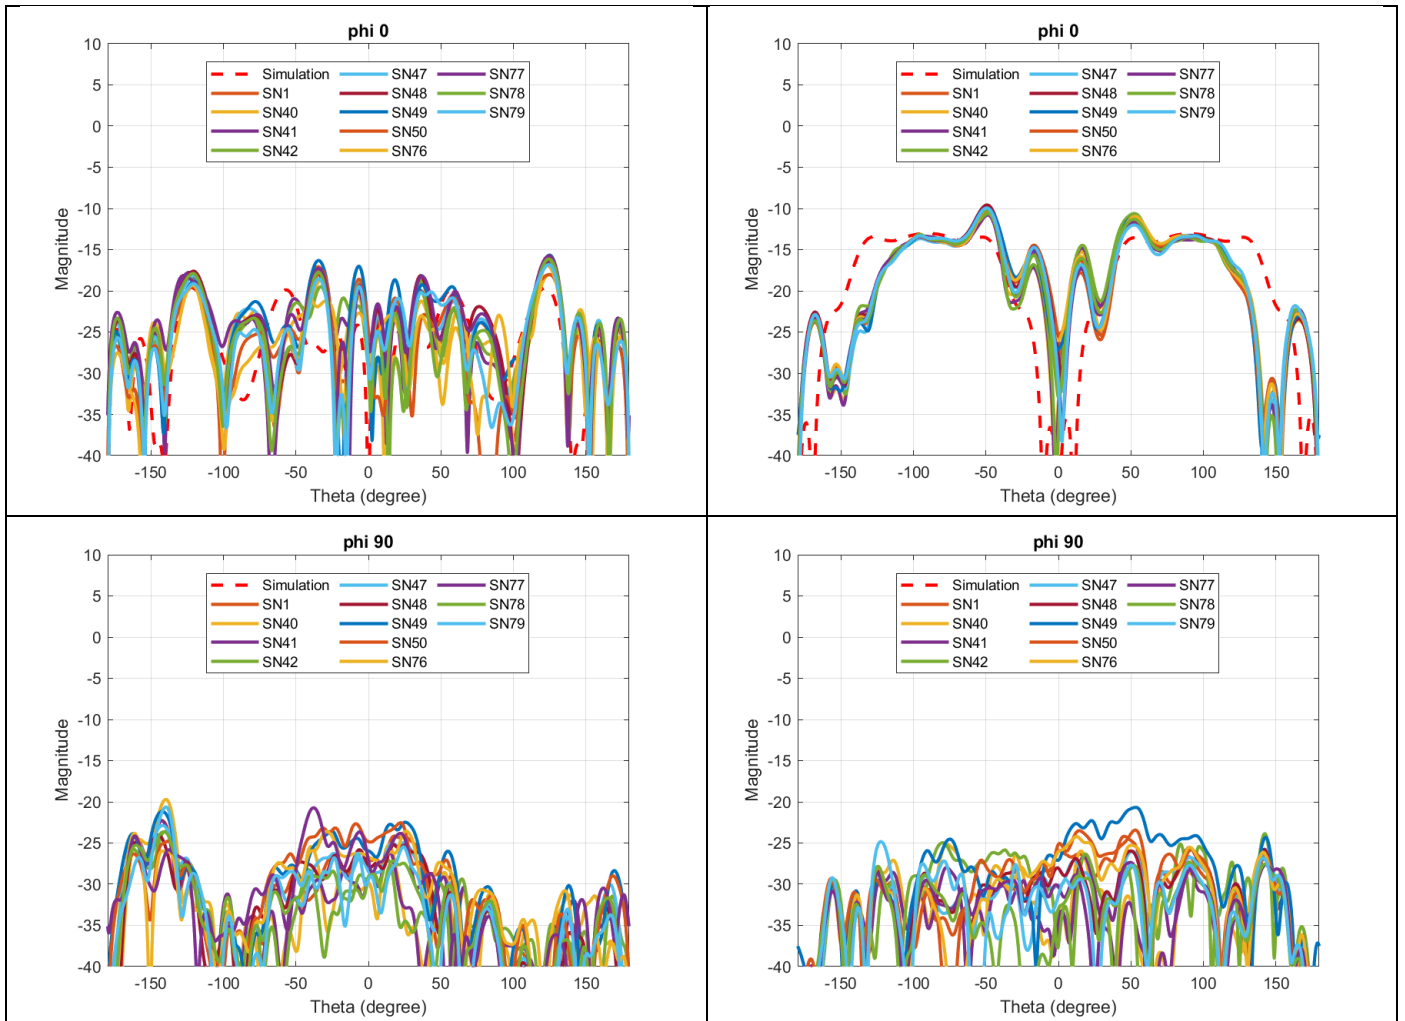 phi 0
10
5
0
-5
-10
-15
-20
-25
-30
-35
-40
Magnitude
Simulation SN47 SN77
SN1 SN48 SN78
SN40 SN49 SN79
SN41 SN50
SN42 SN76
-150 -100 -50 0 50 100 150
Theta (degree)
phi 0
10
5
0
-5
-10
-15
-20
-25
-30
-35
-40
Magnitude
Simulation SN47 SN77
SN1 SN48 SN78
SN40 SN49 SN79
SN41 SN50
SN42 SN76
-150 -100 -50 0 50 100 150
Theta (degree)
phi 90
10
5
0
-5
-10
-15
-20
-25
-30
-35
-40
Magnitude
Simulation SN47 SN77
SN1 SN48 SN78
SN40 SN49 SN79
SN41 SN50
SN42 SN76
-150 -100 -50 0 50 100 150
Theta (degree)
phi 90
10
5
0
-5
-10
-15
-20
-25
-30
-35
-40
Magnitude
Simulation SN47 SN77
SN1 SN48 SN78
SN40 SN49 SN79
SN41 SN50
SN42 SN76
-150 -100 -50 0 50 100 150
Theta (degree)